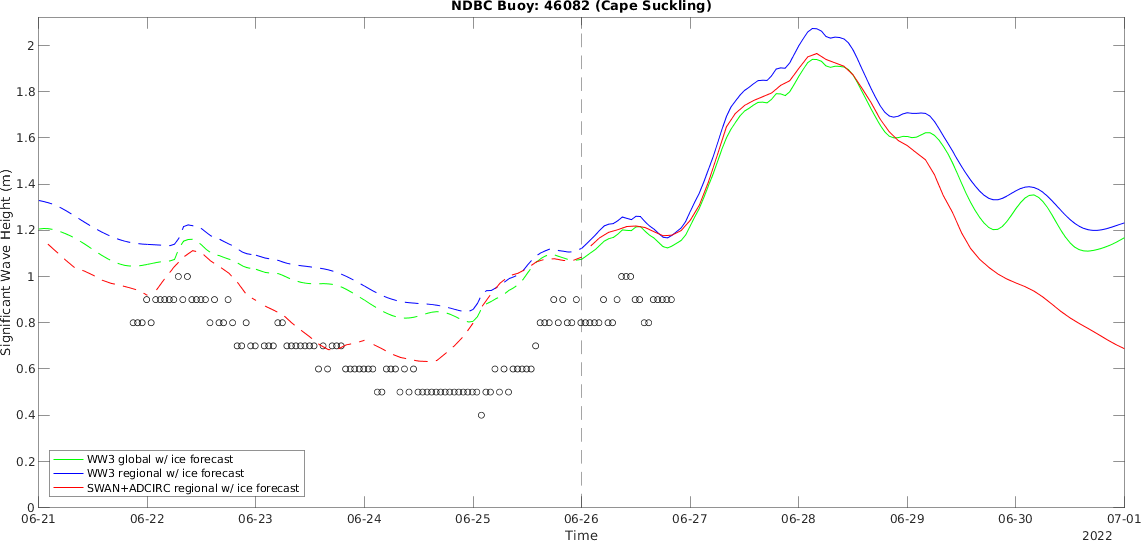 NDBC Buoy: 46082 (Cape Suckling)
Significant Wave Height (m)
2
1.8
1.6
1.4
1.2
1
0.8
0.6
0.4
0.2
0
WW3 global w/ ice forecast
WW3 regional w/ ice forecast
SWAN+ADCIRC regional w/ ice forecast
06-21 06-22 06-23 06-24 06-25 06-26 06-27 06-28 06-29 06-30 07-01
Time
2022